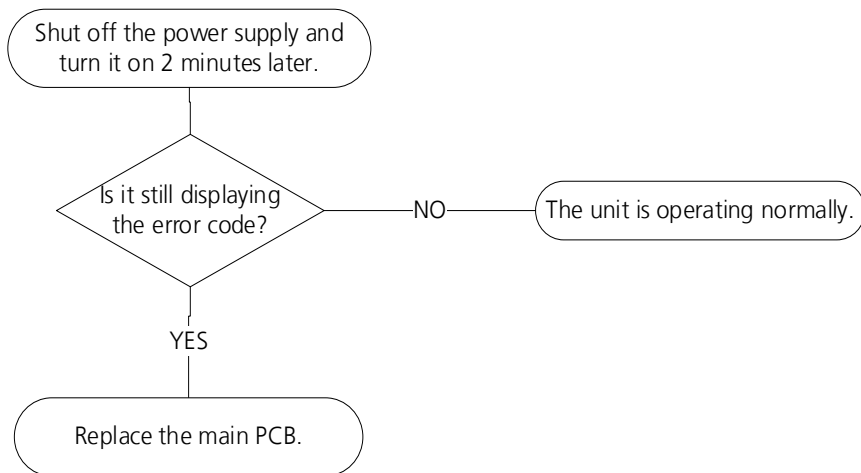 Shut off the power supply and
turn it on 2 minutes later.
Is it still displaying
the error code?
NO
The unit is operating normally.
YES
Replace the main PCB.